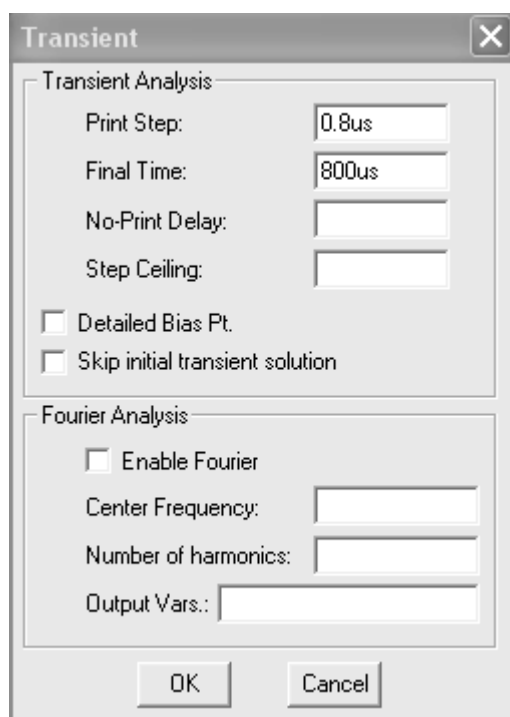 Transient
Transient Analysis
Print Step: 0.8us
Final Time: 800us
No-Print Delay:
Step Ceiling:
Detailed Bias Pt.
Skip initial transient solution
Fourier Analysis
Enable Fourier
Center Frequency:
Number of harmonics:
Output Vars.:
OK Cancel